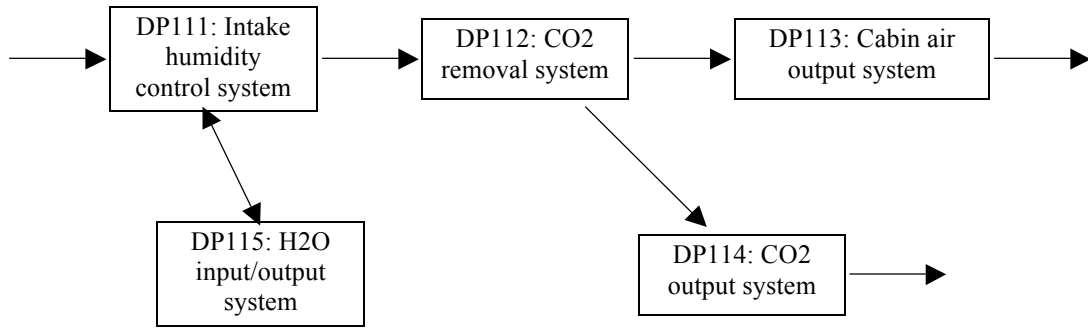 DP111: Intake
humidity
control system
DP112: CO2
removal system
DP113: Cabin air
output system
DP115: H2O
input/output
system
DP114: CO2
output system